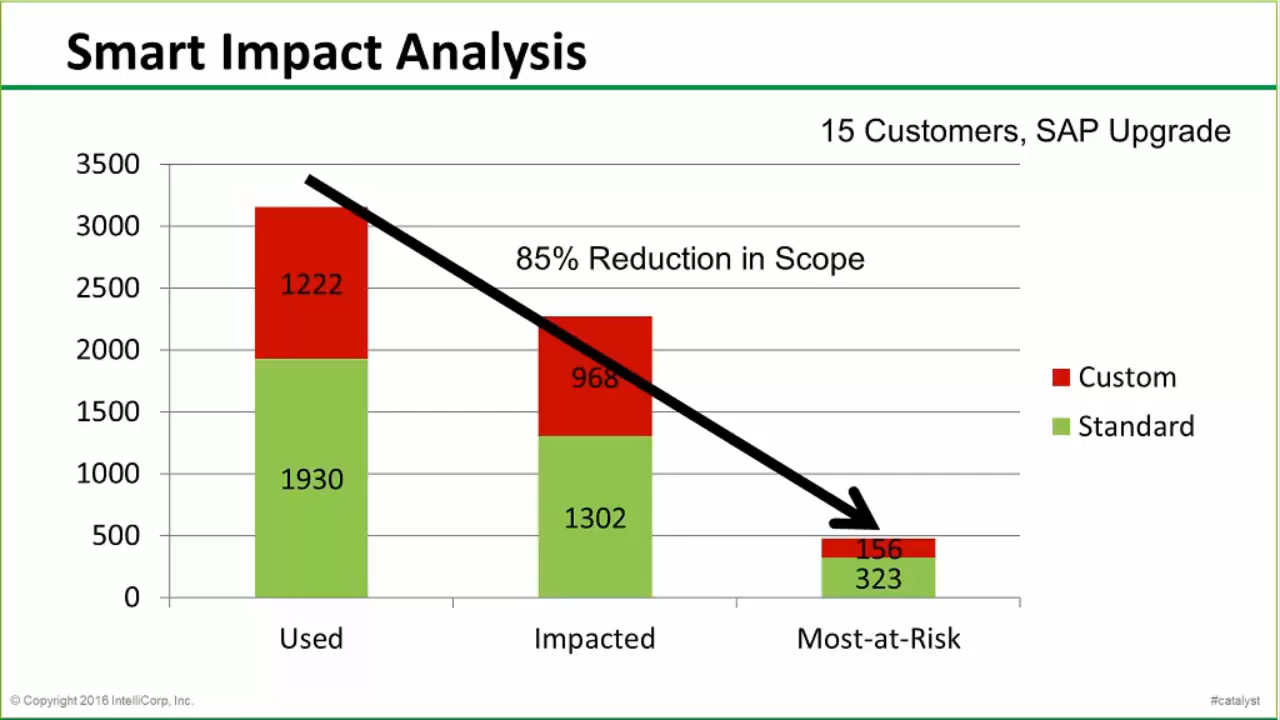 Smart Impact Analysis
15 Customers, SAP Upgrade
3500
3000
2500
2000
1500
1000
500
0
85% Reduction in Scope
1222
1930
968
1302
156
323
Custom
Standard
Used
Impacted
Most-at-Risk
© Copyright 2016 IntelliCorp, Inc.
#catalyst